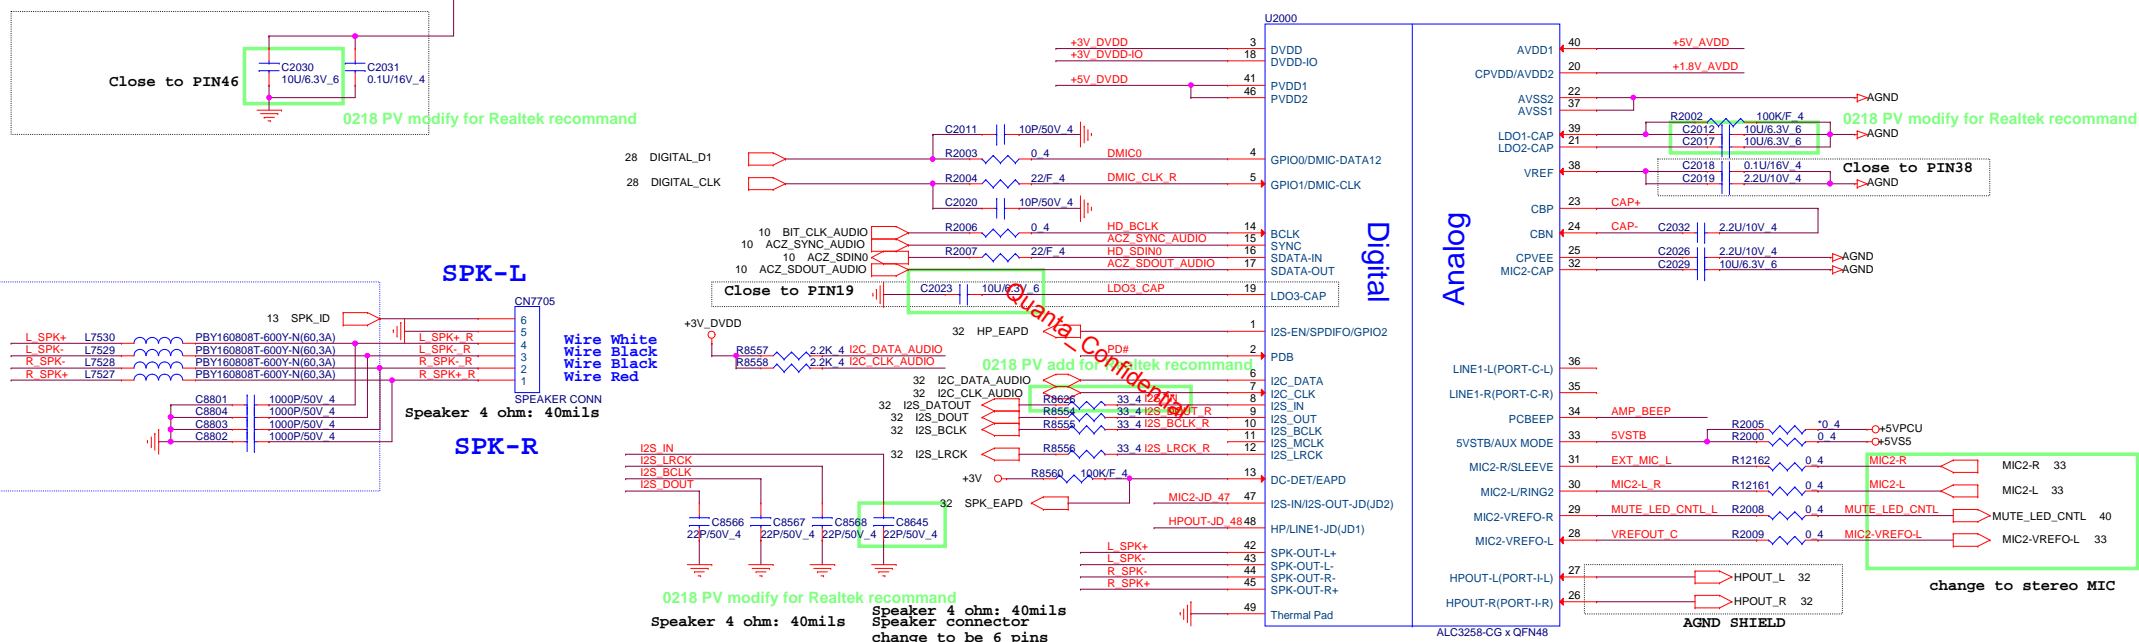 Close to PIN46
C2030
10U/6.3V_6
C2031
0.1U/16V_4
0218 PV modify for Realtek recommand
SPK-L
13 SPK_ID
CN7705
6
5
4
3
2
1
SPEAKER CONN
L_SPK+ L7530 PBY160808T-600Y-N(60,3A) L_SPK+_R Wire White
L_SPK- L7529 PBY160808T-600Y-N(60,3A) L_SPK-_R Wire Black
R_SPK- L7528 PBY160808T-600Y-N(60,3A) R_SPK-_R Wire Black
R_SPK+ L7527 PBY160808T-600Y-N(60,3A) R_SPK+_R Wire Red
C8801 1000P/50V_4
C8804 1000P/50V_4
C8803 1000P/50V_4
C8802 1000P/50V_4
Speaker 4 ohm: 40mils
SPK-R
U2000
+3V_DVDD 3 DVDD
+3V_DVDD-IO 18 DVDD-IO
+5V_DVDD 41 PVDD1
46 PVDD2
C2011 10P/50V_4
28 DIGITAL_D1 R2003 0_4 DMIC0 4 GPIO0/DMIC-DATA12
28 DIGITAL_CLK R2004 22/F_4 DMIC_CLK_R 5 GPIO1/DMIC-CLK
C2020 10P/50V_4
10 BIT_CLK_AUDIO R2006 0_4 HD_BCLK 14 BCLK
10 ACZ_SYNC_AUDIO ACZ_SYNC_AUDIO 15 SYNC
10 ACZ_SDIN0 R2007 22/F_4 HD_SDIN0 16 SDATA-IN
10 ACZ_SDOUT_AUDIO ACZ_SDOUT_AUDIO 17 SDATA-OUT
Close to PIN19 C2023 10U/6.3V_6 LDO3_CAP 19 LDO3-CAP
Quanta_Confidential
+3V_DVDD
32 HP_EAPD 1 I2S-EN/SPDIFO/GPIO2
R8557 2.2K_4 I2C_DATA_AUDIO
R8558 2.2K_4 I2C_CLK_AUDIO
PD# 2 PDB
0218 PV add for Realtek recommand
32 I2C_DATA_AUDIO 6 I2C_DATA
32 I2C_CLK_AUDIO 7 I2C_CLK
32 I2S_DATOUT R8626 33_4 I2S_IN 8 I2S_IN
32 I2S_DOUT R8554 33_4 I2S_DOUT_R 9 I2S_OUT
32 I2S_BCLK R8555 33_4 I2S_BCLK_R 10 I2S_BCLK
11 I2S_MCLK
32 I2S_LRCK R8556 33_4 I2S_LRCK_R 12 I2S_LRCK
+3V R8560 100K/F_4 13 DC-DET/EAPD
32 SPK_EAPD
MIC2-JD_47 47 I2S-IN/I2S-OUT-JD(JD2)
HPOUT-JD_48 48 HP/LINE1-JD(JD1)
L_SPK+ 42 SPK-OUT-L+
L_SPK- 43 SPK-OUT-L-
R_SPK- 44 SPK-OUT-R-
R_SPK+ 45 SPK-OUT-R+
49 Thermal Pad
I2S_IN
I2S_LRCK
I2S_BCLK
I2S_DOUT
C8566 C8567 C8568 C8645
22P/50V_4 22P/50V_4 22P/50V_4 22P/50V_4
0218 PV modify for Realtek recommand
Speaker 4 ohm: 40mils
Speaker 4 ohm: 40mils
Speaker connector
change to be 6 pins
Digital
Analog
AVDD1 40 +5V_AVDD
CPVDD/AVDD2 20 +1.8V_AVDD
AVSS2 22 AGND
AVSS1 37
R2002 100K/F_4
0218 PV modify for Realtek recommand
LDO1-CAP 39 C2012 10U/6.3V_6 AGND
LDO2-CAP 21 C2017 10U/6.3V_6
VREF 38 C2018 0.1U/16V_4 Close to PIN38
C2019 2.2U/10V_4 AGND
CBP 23 CAP+
CBN 24 CAP- C2032 2.2U/10V_4
CPVEE 25 C2026 2.2U/10V_4 AGND
MIC2-CAP 32 C2029 10U/6.3V_6 AGND
LINE1-L(PORT-C-L) 36
LINE1-R(PORT-C-R) 35
PCBEEP 34 AMP_BEEP
R2005 *0_4 +5VPCU
5VSTB/AUX MODE 33 5VSTB R2000 0_4 +5VS5
MIC2-R/SLEEVE 31 EXT_MIC_L R12162 0_4 MIC2-R MIC2-R 33
MIC2-L/RING2 30 MIC2-L_R R12161 0_4 MIC2-L MIC2-L 33
MIC2-VREFO-R 29 MUTE_LED_CNTL_L R2008 0_4 MUTE_LED_CNTL MUTE_LED_CNTL 40
MIC2-VREFO-L 28 VREFOUT_C R2009 0_4 MIC2-VREFO-L MIC2-VREFO-L 33
HPOUT-L(PORT-I-L) 27 HPOUT_L 32
HPOUT-R(PORT-I-R) 26 HPOUT_R 32
change to stereo MIC
AGND SHIELD
ALC3258-CG x QFN48